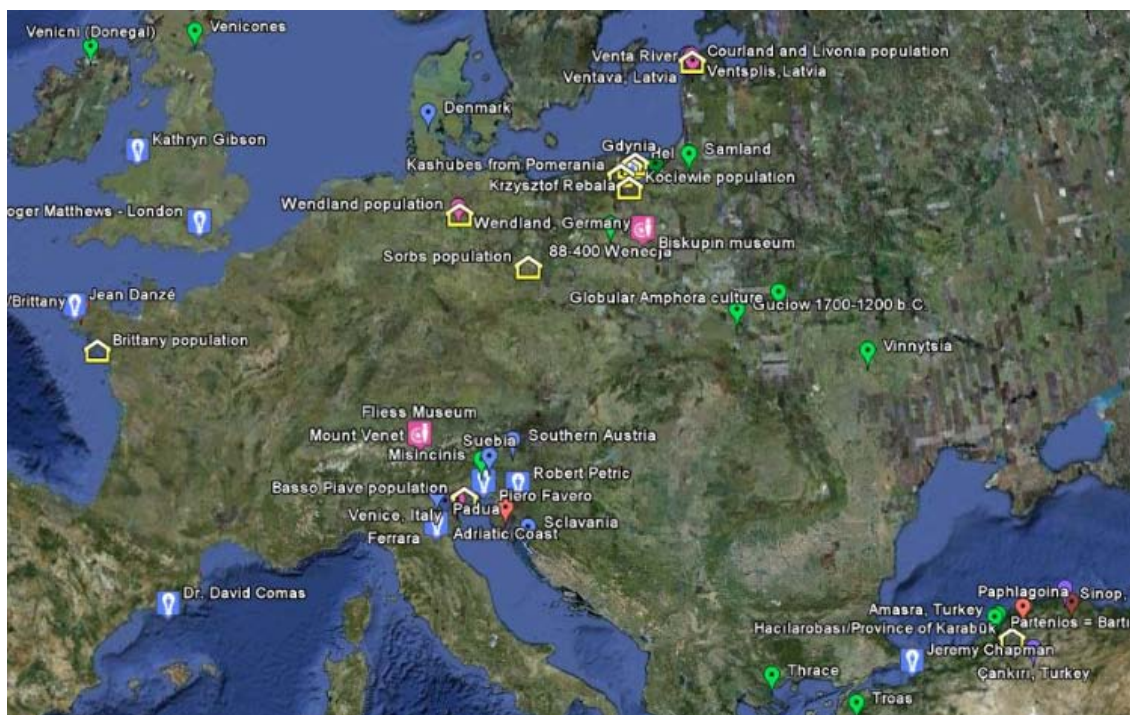 Venicni (Donegal)
Venicones
Venta River
Courland and Livonia population
Ventava, Latvia
Ventsplis,Latvia
Denmark
Kathryn Gibson
Gdynia
Hel
Samland
Kashubes from Pomerania
Krzysztof Rebala
Kociewie population
Wendland population
oger Matthews - London
Wendland, Germany
Biskupin museum
88-400 Wenecja
Sorbs population
Globular Amphora culture
Guciow 1700-1200 b.C.
/Brittany
Jean Danzé
Brittany population
Vinnytsia
Fliess Museum
Mount Venet
Suebia
Southern Austria
Misincinis
Robert Petric
Basso Piave population
Piero Favero
Padua
Venice, Italy
Sclavania
Ferrara
Adriatic Coast
Dr. David Comas
Paphlagoina
Sinop,
Amasra, Turkey
Partenios = Barti
Hacılarobası/Province of Karabük
Jeremy Chapman
Çankırı, Turkey
Thrace
Troas